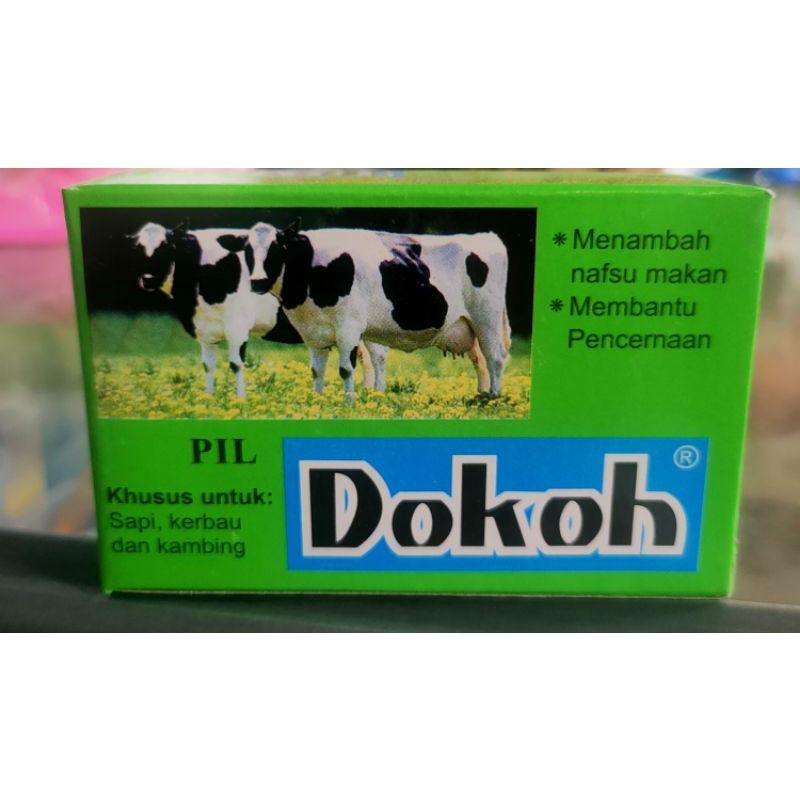 * Menambah
nafsu makan
* Membantu
Pencernaan
PIL
Khusus untuk:
Sapi, kerbau
dan kambing
Dokoh ®